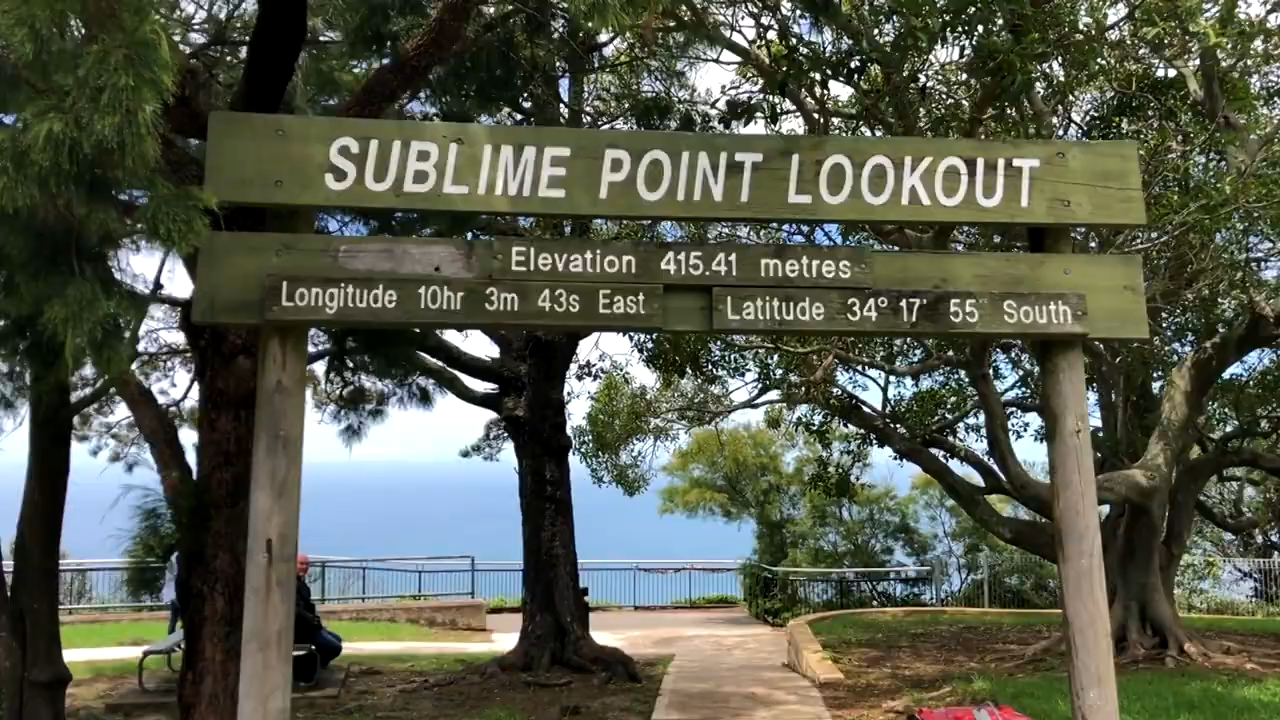 SUBLIME POINT LOOKOUT
Elevation 415.41 metres
Longitude 10hr 3m 43s East
Latitude 34° 17' 55" South